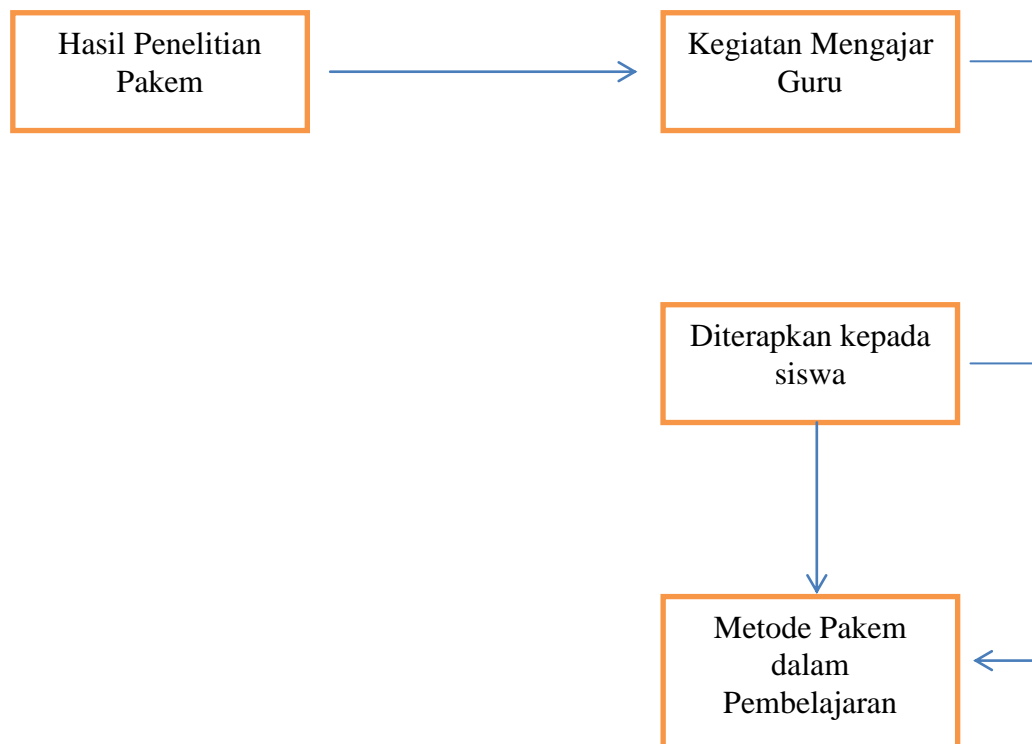 Hasil Penelitian
Pakem
Kegiatan Mengajar
Guru
Diterapkan kepada
siswa
Metode Pakem
dalam
Pembelajaran